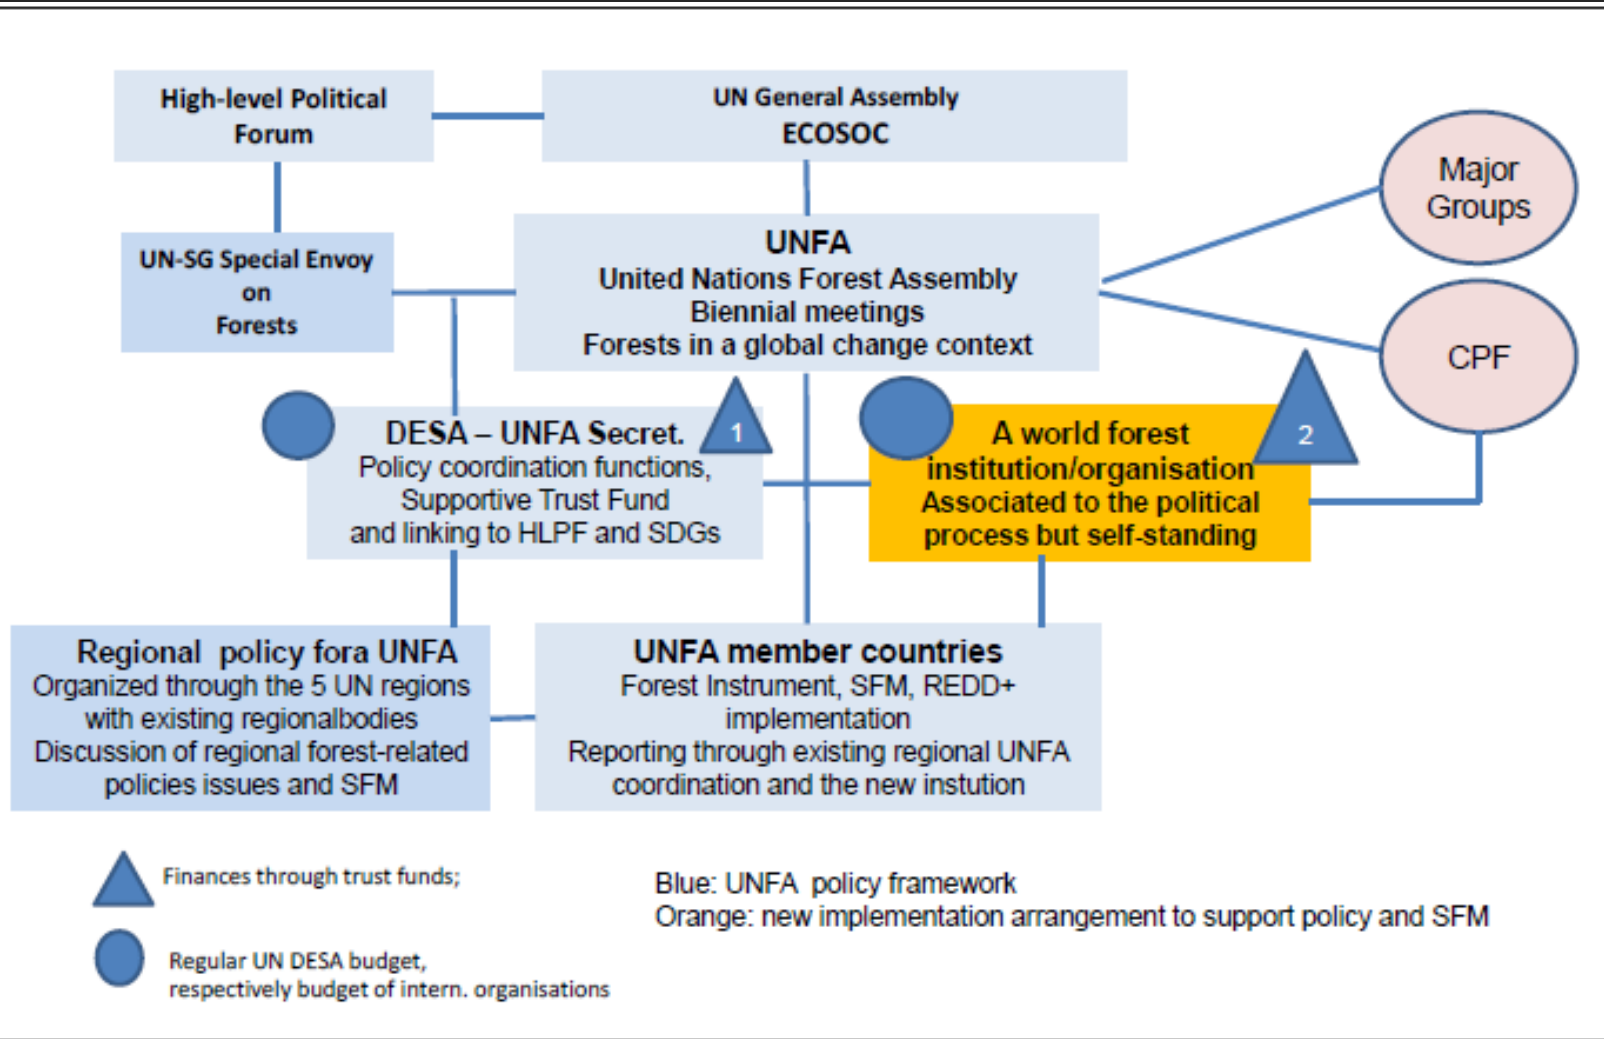 High-level Political
Forum
UN General Assembly
ECOSOC
Major
Groups
UN-SG Special Envoy
on
Forests
UNFA
United Nations Forest Assembly
Biennial meetings
Forests in a global change context
CPF
DESA – UNFA Secret.
Policy coordination functions,
Supportive Trust Fund
and linking to HLPF and SDGs
1
A world forest
institution/organisation
Associated to the political
process but self-standing
2
Regional policy fora UNFA
Organized through the 5 UN regions
with existing regionalbodies
Discussion of regional forest-related
policies issues and SFM
UNFA member countries
Forest Instrument, SFM, REDD+
implementation
Reporting through existing regional UNFA
coordination and the new instution
Finances through trust funds;
Regular UN DESA budget,
respectively budget of intern. organisations
Blue: UNFA policy framework
Orange: new implementation arrangement to support policy and SFM